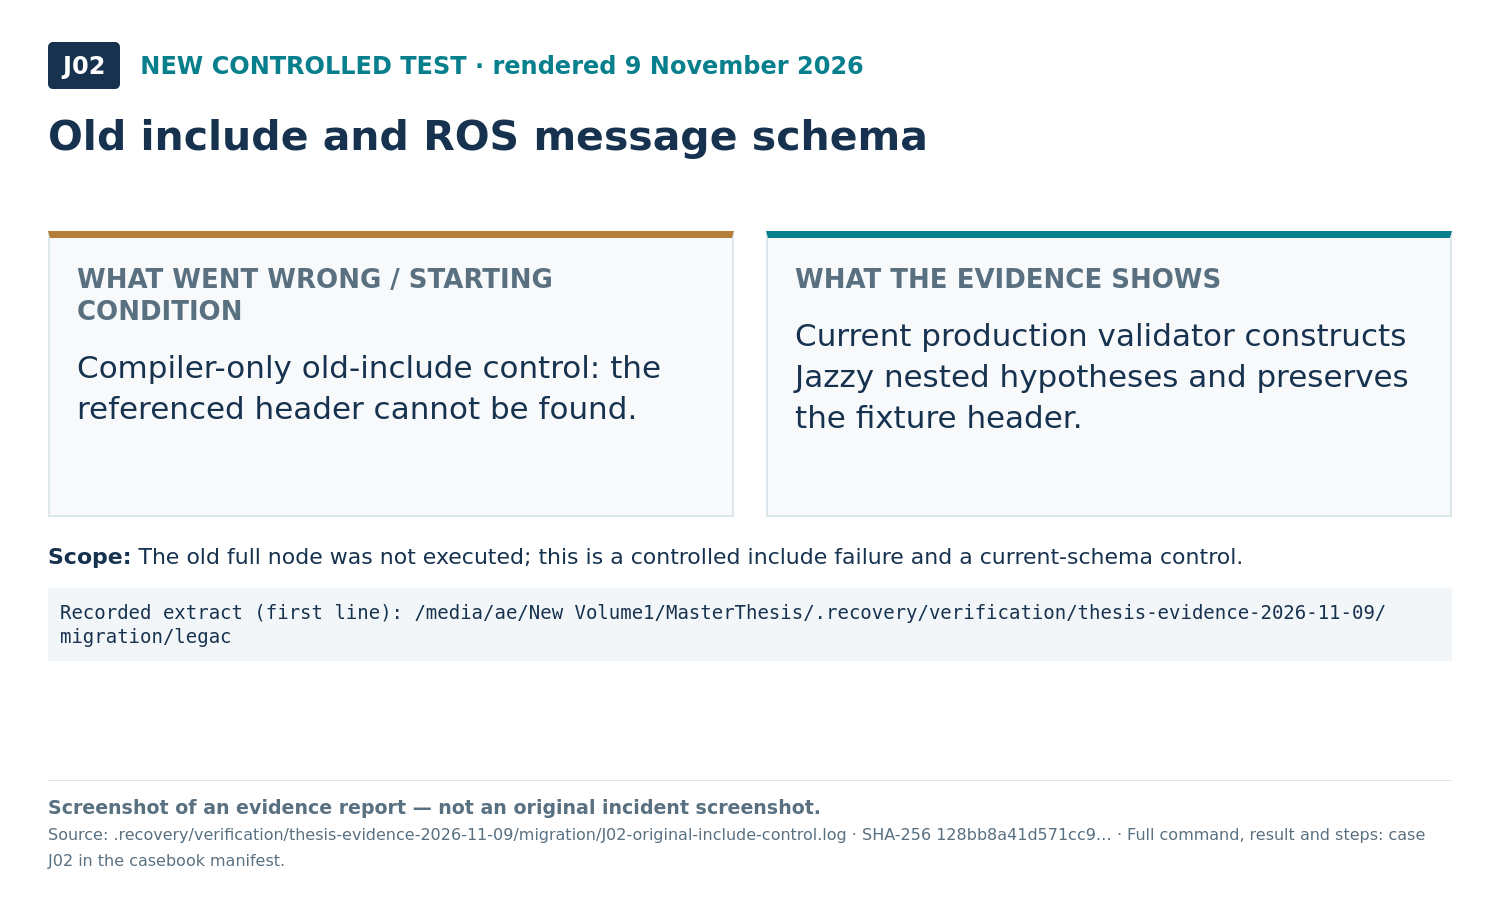 J02
NEW CONTROLLED TEST · rendered 9 November 2026
Old include and ROS message schema
WHAT WENT WRONG / STARTING
CONDITION
Compiler-only old-include control: the
referenced header cannot be found.
WHAT THE EVIDENCE SHOWS
Current production validator constructs
Jazzy nested hypotheses and preserves
the fixture header.
Scope: The old full node was not executed; this is a controlled include failure and a current-schema control.
Recorded extract (first line): /media/ae/New Volume1/MasterThesis/.recovery/verification/thesis-evidence-2026-11-09/
migration/legac
Screenshot of an evidence report — not an original incident screenshot.
Source: .recovery/verification/thesis-evidence-2026-11-09/migration/J02-original-include-control.log · SHA-256 128bb8a41d571cc9… · Full command, result and steps: case
J02 in the casebook manifest.